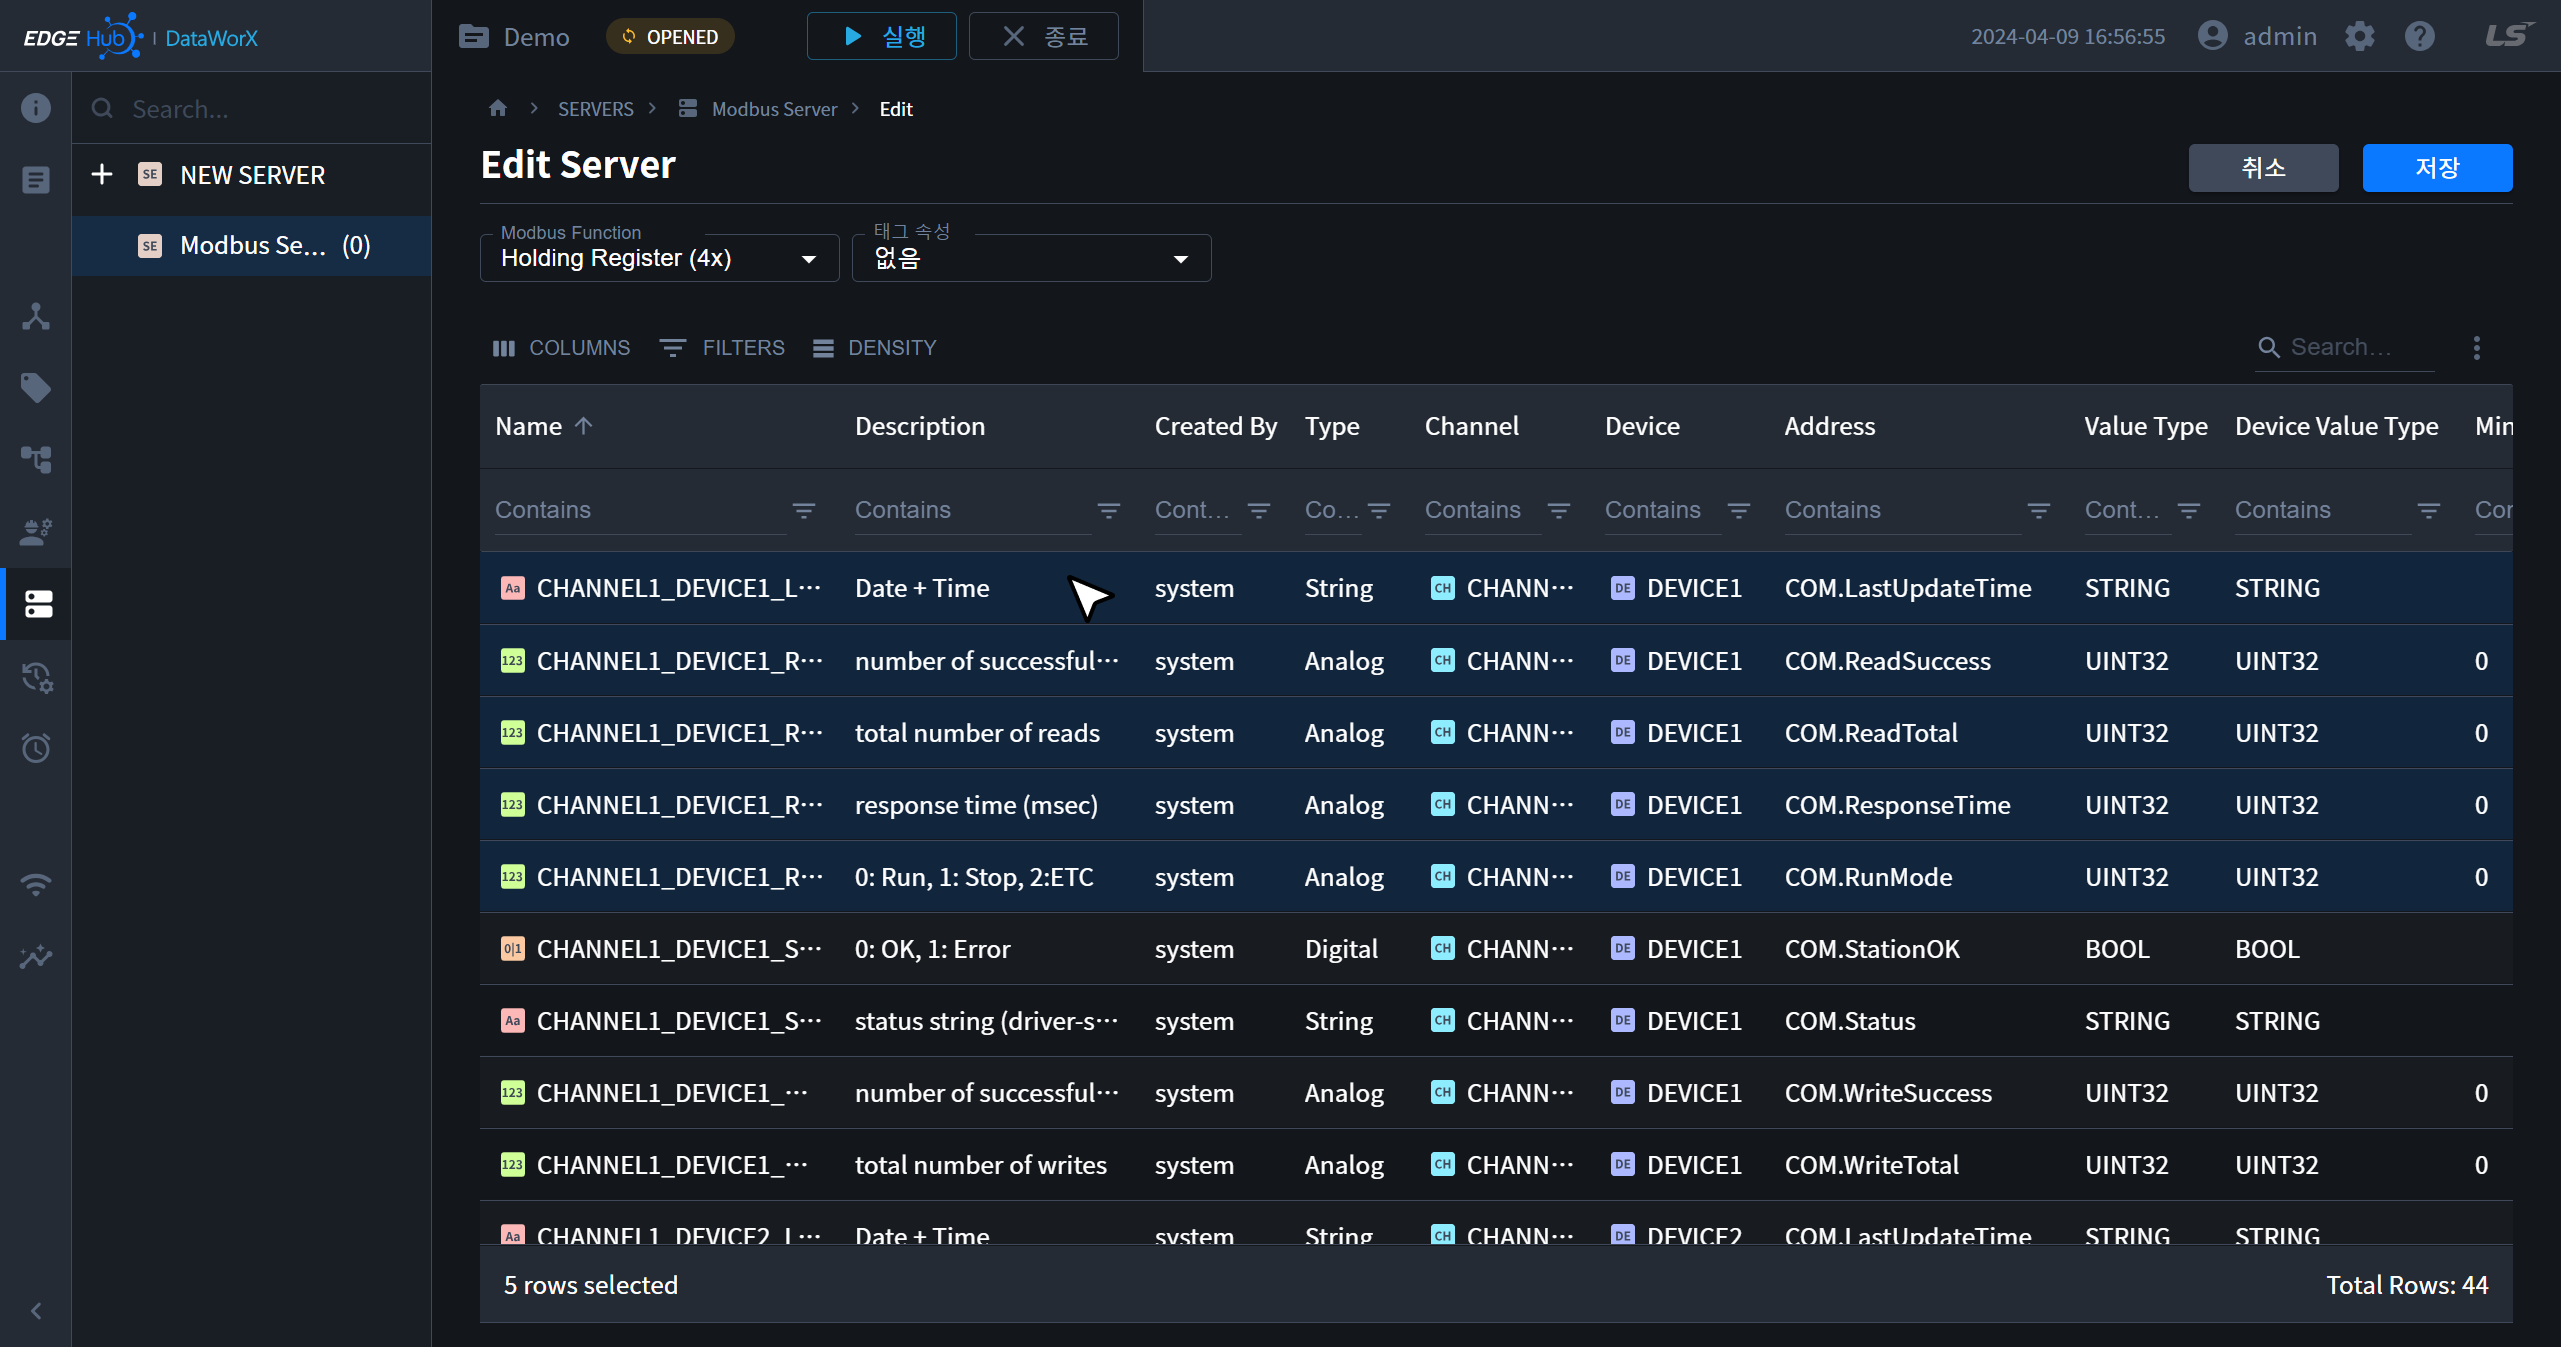 EDGE Hub | DataWorX
Demo
OPENED
실행
종료
2024-04-09 16:56:55
admin
LS
Search...
NEW SERVER
Modbus Se... (0)
SERVERS
Modbus Server
Edit
Edit Server
취소
저장
Modbus Function
Holding Register (4x)
태그 속성
없음
COLUMNS
FILTERS
DENSITY
Search...
Name Description Created By Type Channel Device Address Value Type Device Value Type Min
Contains Contains Cont... Co... Contains Contains Contains Cont... Contains Cor
Aa CHANNEL1_DEVICE1_L··· Date + Time system String CH CHANN··· DE DEVICE1 COM.LastUpdateTime STRING STRING
123 CHANNEL1_DEVICE1_R··· number of successful··· system Analog CH CHANN··· DE DEVICE1 COM.ReadSuccess UINT32 UINT32 0
123 CHANNEL1_DEVICE1_R··· total number of reads system Analog CH CHANN··· DE DEVICE1 COM.ReadTotal UINT32 UINT32 0
123 CHANNEL1_DEVICE1_R··· response time (msec) system Analog CH CHANN··· DE DEVICE1 COM.ResponseTime UINT32 UINT32 0
123 CHANNEL1_DEVICE1_R··· 0: Run, 1: Stop, 2:ETC system Analog CH CHANN··· DE DEVICE1 COM.RunMode UINT32 UINT32 0
0|1 CHANNEL1_DEVICE1_S··· 0: OK, 1: Error system Digital CH CHANN··· DE DEVICE1 COM.StationOK BOOL BOOL
Aa CHANNEL1_DEVICE1_S··· status string (driver-s··· system String CH CHANN··· DE DEVICE1 COM.Status STRING STRING
123 CHANNEL1_DEVICE1_··· number of successful··· system Analog CH CHANN··· DE DEVICE1 COM.WriteSuccess UINT32 UINT32 0
123 CHANNEL1_DEVICE1_··· total number of writes system Analog CH CHANN··· DE DEVICE1 COM.WriteTotal UINT32 UINT32 0
Aa CHANNEL1_DEVICE2_L··· Date + Time system String CH CHANN··· DE DEVICE2 COM.LastUpdateTime STRING STRING
5 rows selected
Total Rows: 44